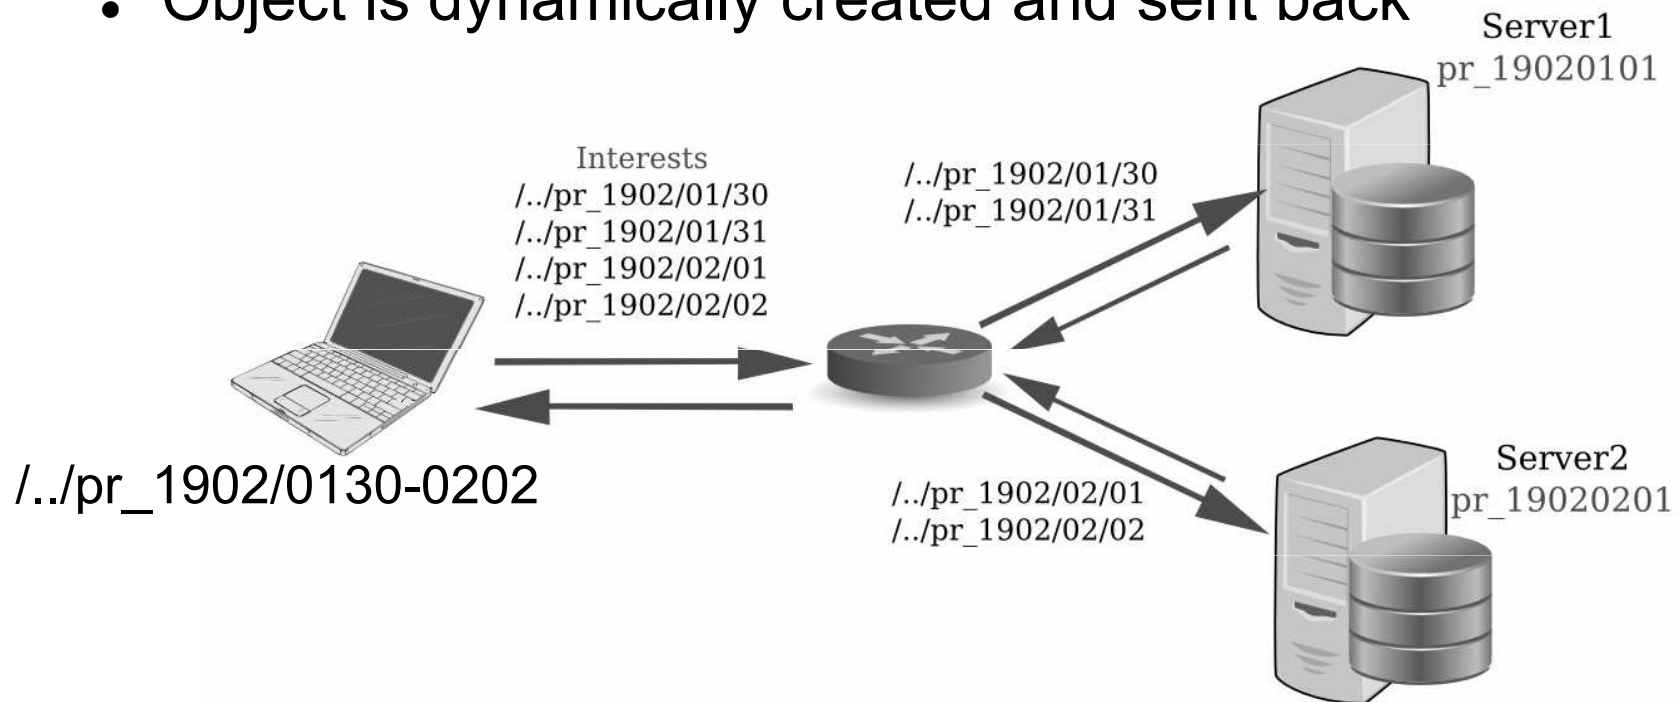 • Object is dynamically created and sent back
Server1
pr_19020101
Interests
/../pr_1902/01/30
/../pr_1902/01/31
/../pr_1902/02/01
/../pr_1902/02/02
/../pr_1902/01/30
/../pr_1902/01/31
/../pr_1902/0130-0202
/../pr_1902/02/01
/../pr_1902/02/02
Server2
pr_19020201